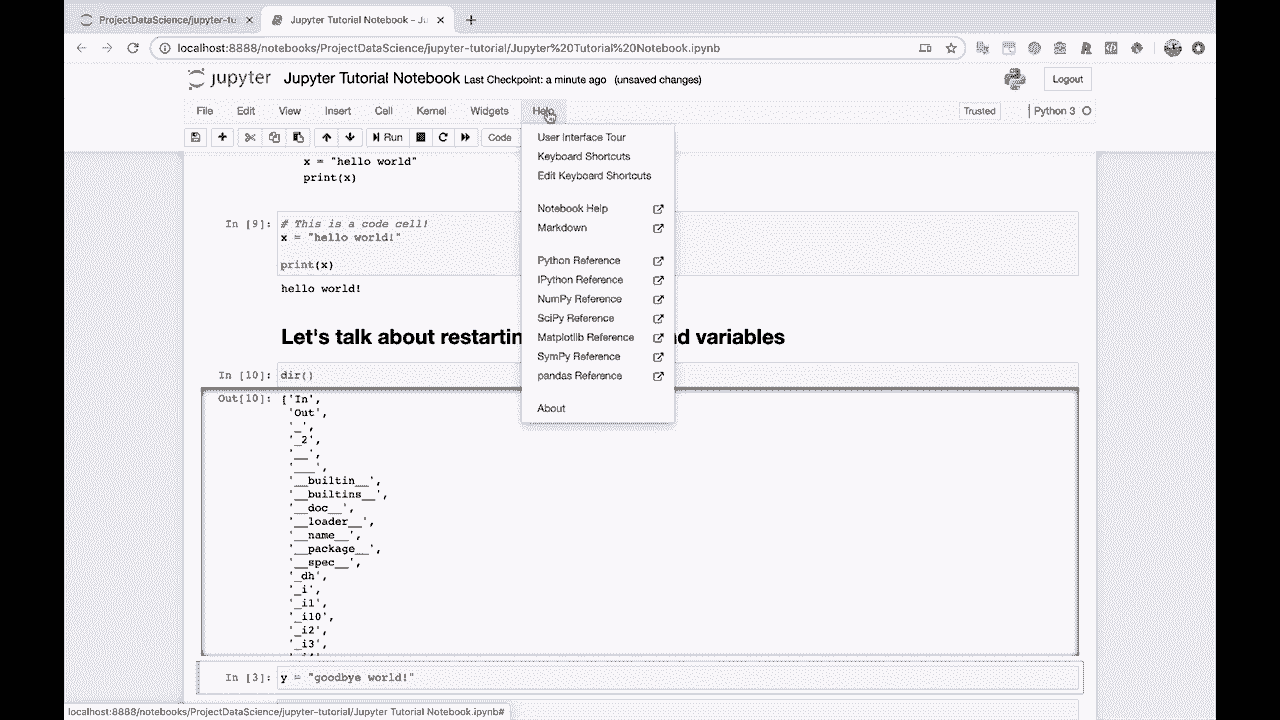 ProjectDataScience/jupyter-tu
Jupyter Tutorial Notebook - Ju
localhost:8888/notebooks/ProjectDataScience/jupyter-tutorial/Jupyter%20Tutorial%20Notebook.ipynb
jupyter Jupyter Tutorial Notebook Last Checkpoint: a minute ago (unsaved changes)
Logout
File Edit View Insert Cell Kernel Widgets Help
Trusted Python 3
Run Code
User Interface Tour
Keyboard Shortcuts
Edit Keyboard Shortcuts
Notebook Help
Markdown
Python Reference
IPython Reference
NumPy Reference
SciPy Reference
Matplotlib Reference
SymPy Reference
pandas Reference
About
x = "hello world"
print(x)
In [9]: # This is a code cell!
x = "hello world!"
print(x)
hello world!
Let's talk about restartin d variables
In [10]: dir()
Out[10]: ['In',
'Out',
'_',
'_2',
'__',
'___',
'__builtin__',
'__builtins__',
'__doc__',
'__loader__',
'__name__',
'__package__',
'__spec__',
'_dh',
'_i',
'_i1',
'_i10',
'_i2',
'_i3',
In [3]: y = "goodbye world!"
localhost:8888/notebooks/ProjectDataScience/jupyter-tutorial/Jupyter Tutorial Notebook.ipynb#